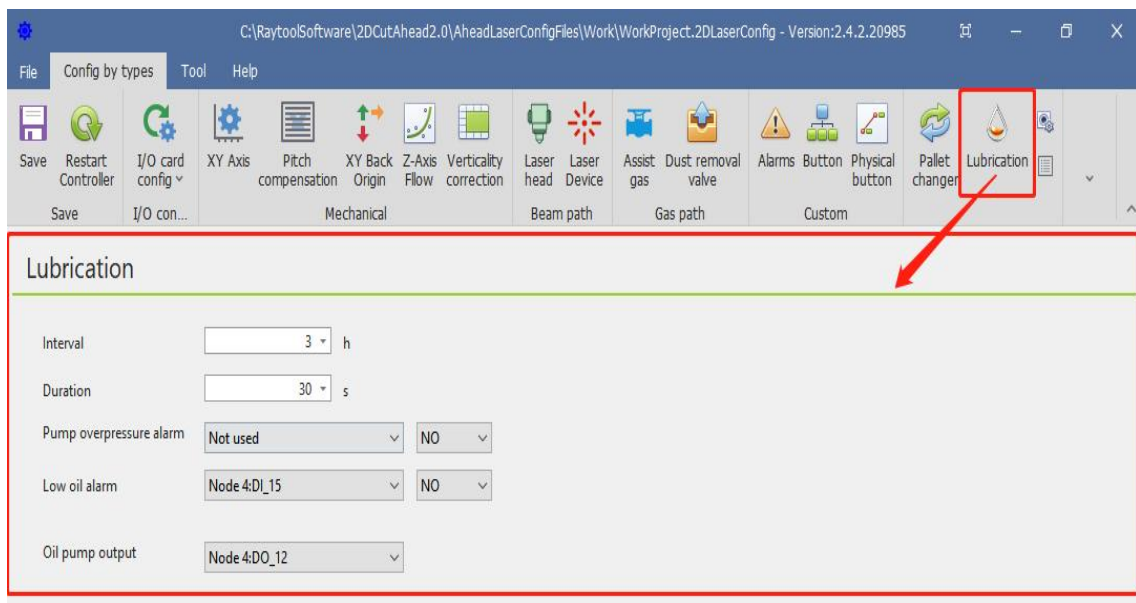 C:\RaytoolSoftware\2DCutAhead2.0\AheadLaserConfigFiles\Work\WorkProject.2DLaserConfig - Version:2.4.2.20985
File Config by types Tool Help
Save Restart Controller I/O card config XY Axis Pitch compensation XY Back Origin Z-Axis Fllow Verticality correction Laser head Laser Device Assist gas Dust removal valve Alarms Button Physical button Pallet changer Lubrication
Save I/O con... Mechanical Beam path Gas path Custom
Lubrication
Interval 3 h
Duration 30 s
Pump overpressure alarm Not used NO
Low oil alarm Node 4:DI_15 NO
Oil pump output Node 4:DO_12